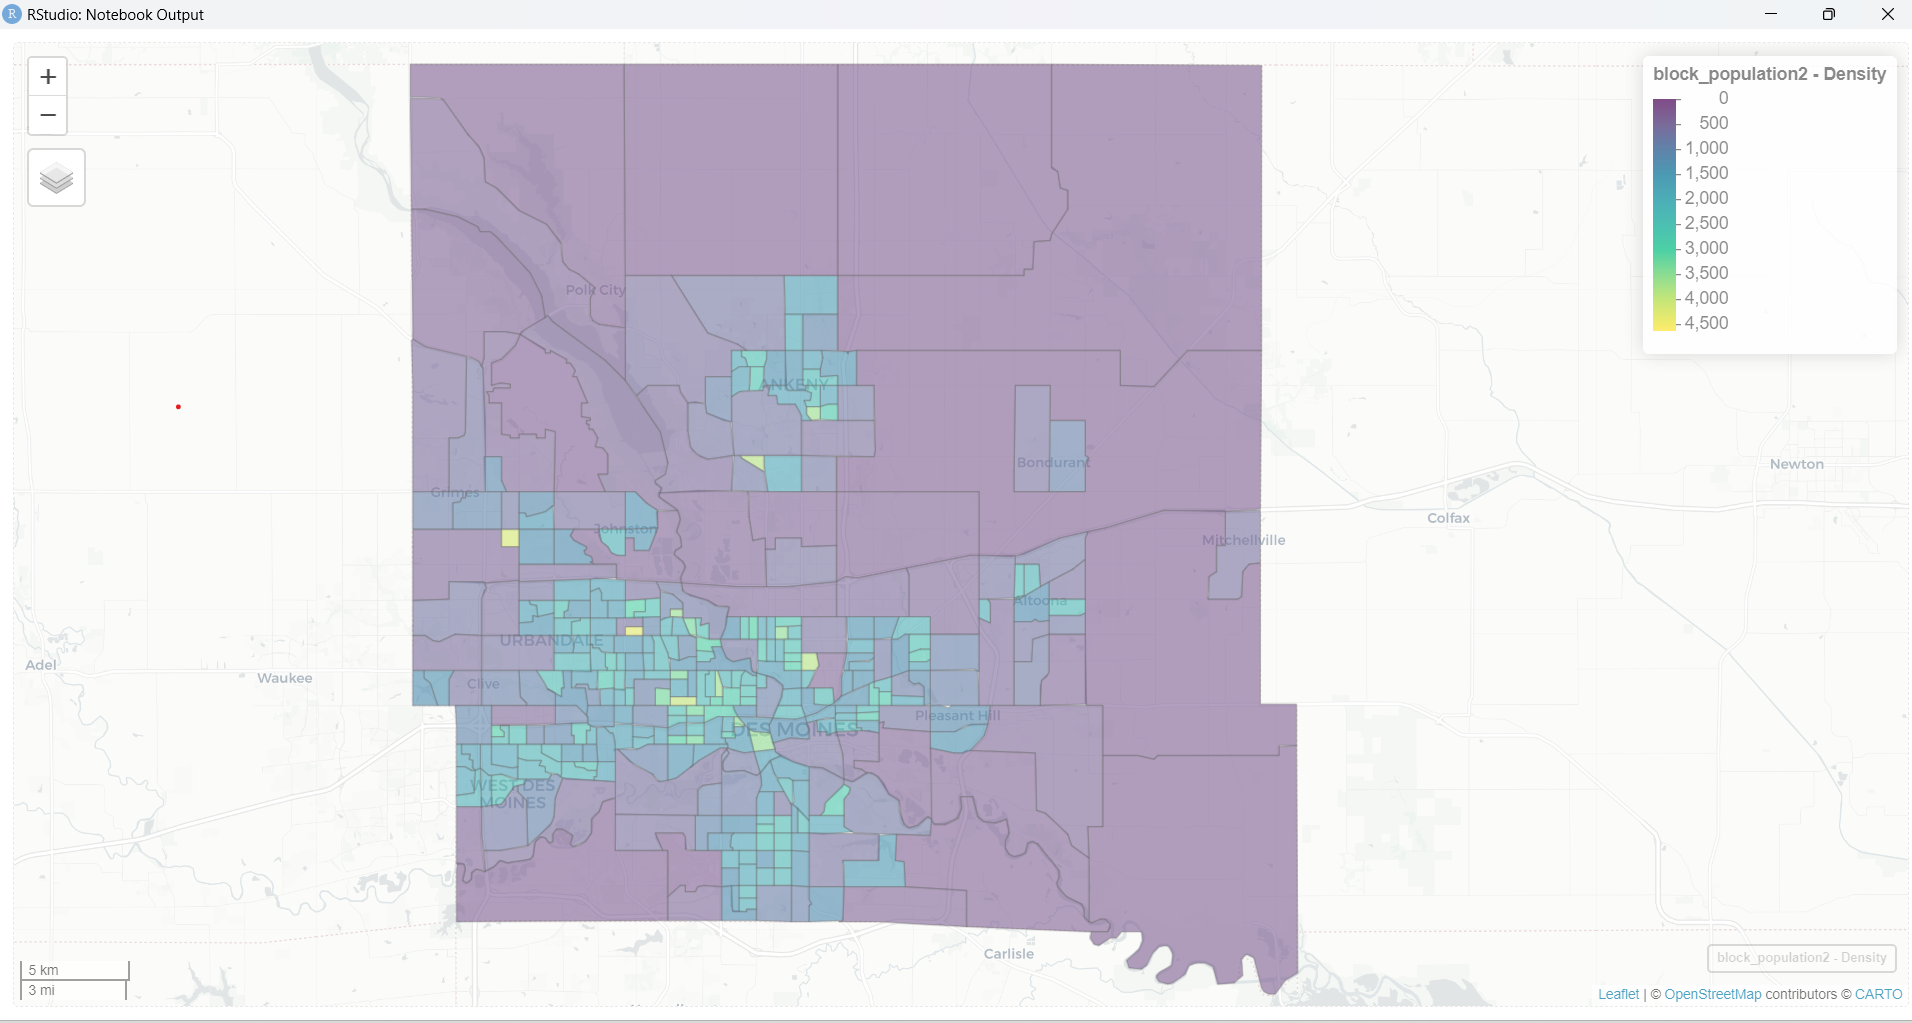 R RStudio: Notebook Output
+
−
block_population2 - Density
0
500
1,000
1,500
2,000
2,500
3,000
3,500
4,000
4,500
Polk City
ANKENY
Bondurant
Newton
Grimes
Colfax
Johnston
Mitchellville
Altoona
URBANDALE
Adel
Waukee
Clive
Pleasant Hill
DES MOINES
WEST DES
MOINES
Carlisle
block_population2 - Density
5 km
3 mi
Leaflet | © OpenStreetMap contributors © CARTO